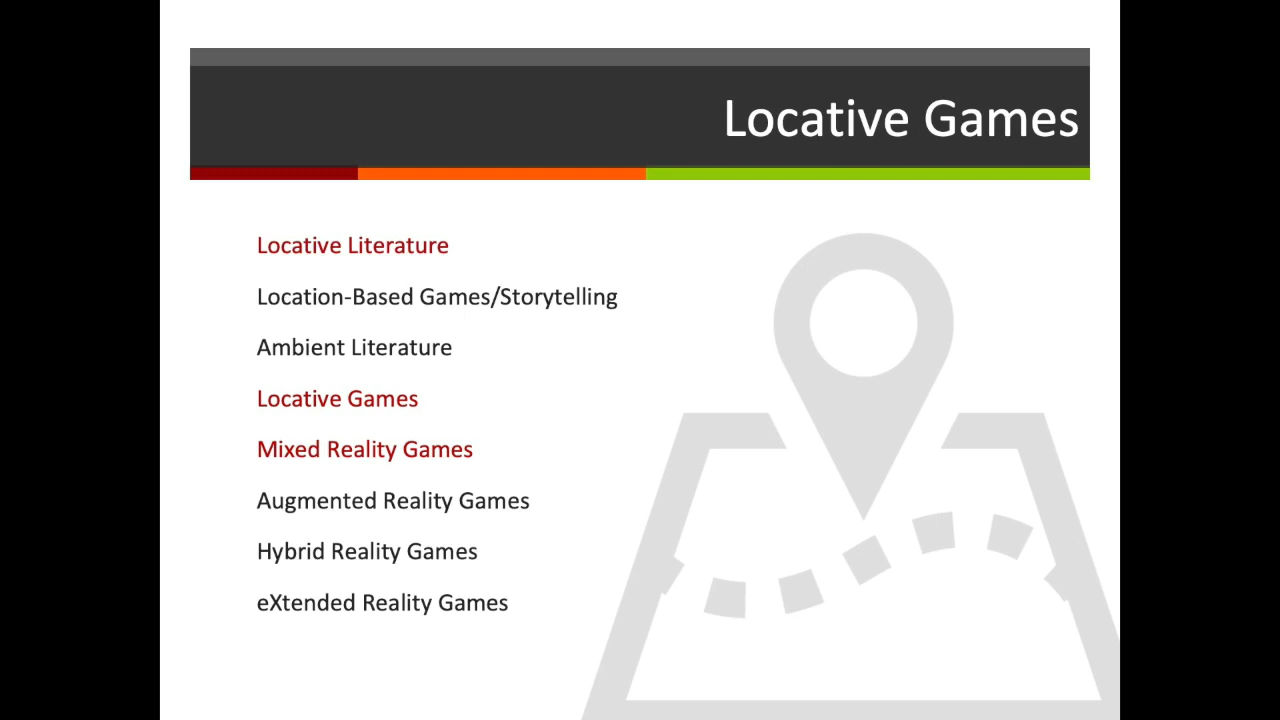 Locative Games
Locative Literature
Location-Based Games/Storytelling
Ambient Literature
Locative Games
Mixed Reality Games
Augmented Reality Games
Hybrid Reality Games
eXtended Reality Games